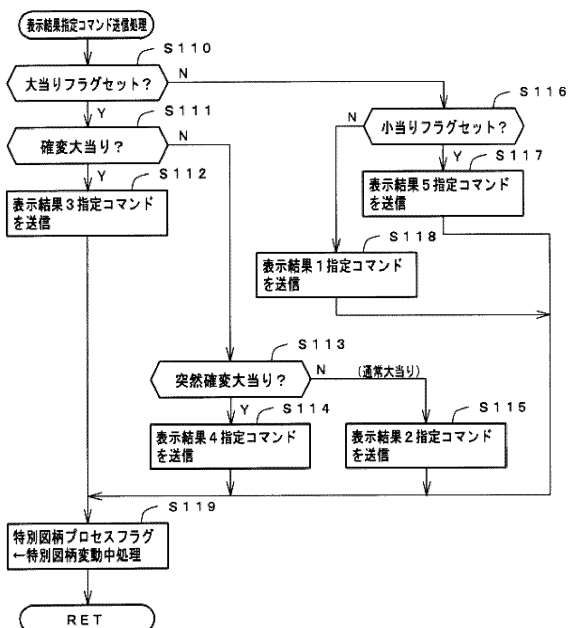 表示結果指定コマンド送信処理
S110
大当りフラグセット？
N
Y
S111
確変大当り？
N
Y
S112
表示結果3指定コマンド
を送信
S116
小当りフラグセット？
N
Y
S117
表示結果5指定コマンド
を送信
S118
表示結果1指定コマンド
を送信
S113
突然確変大当り？
N
(通常大当り)
Y
S114
表示結果4指定コマンド
を送信
S115
表示結果2指定コマンド
を送信
S119
特別図柄プロセスフラグ
←特別図柄変動中処理
RET